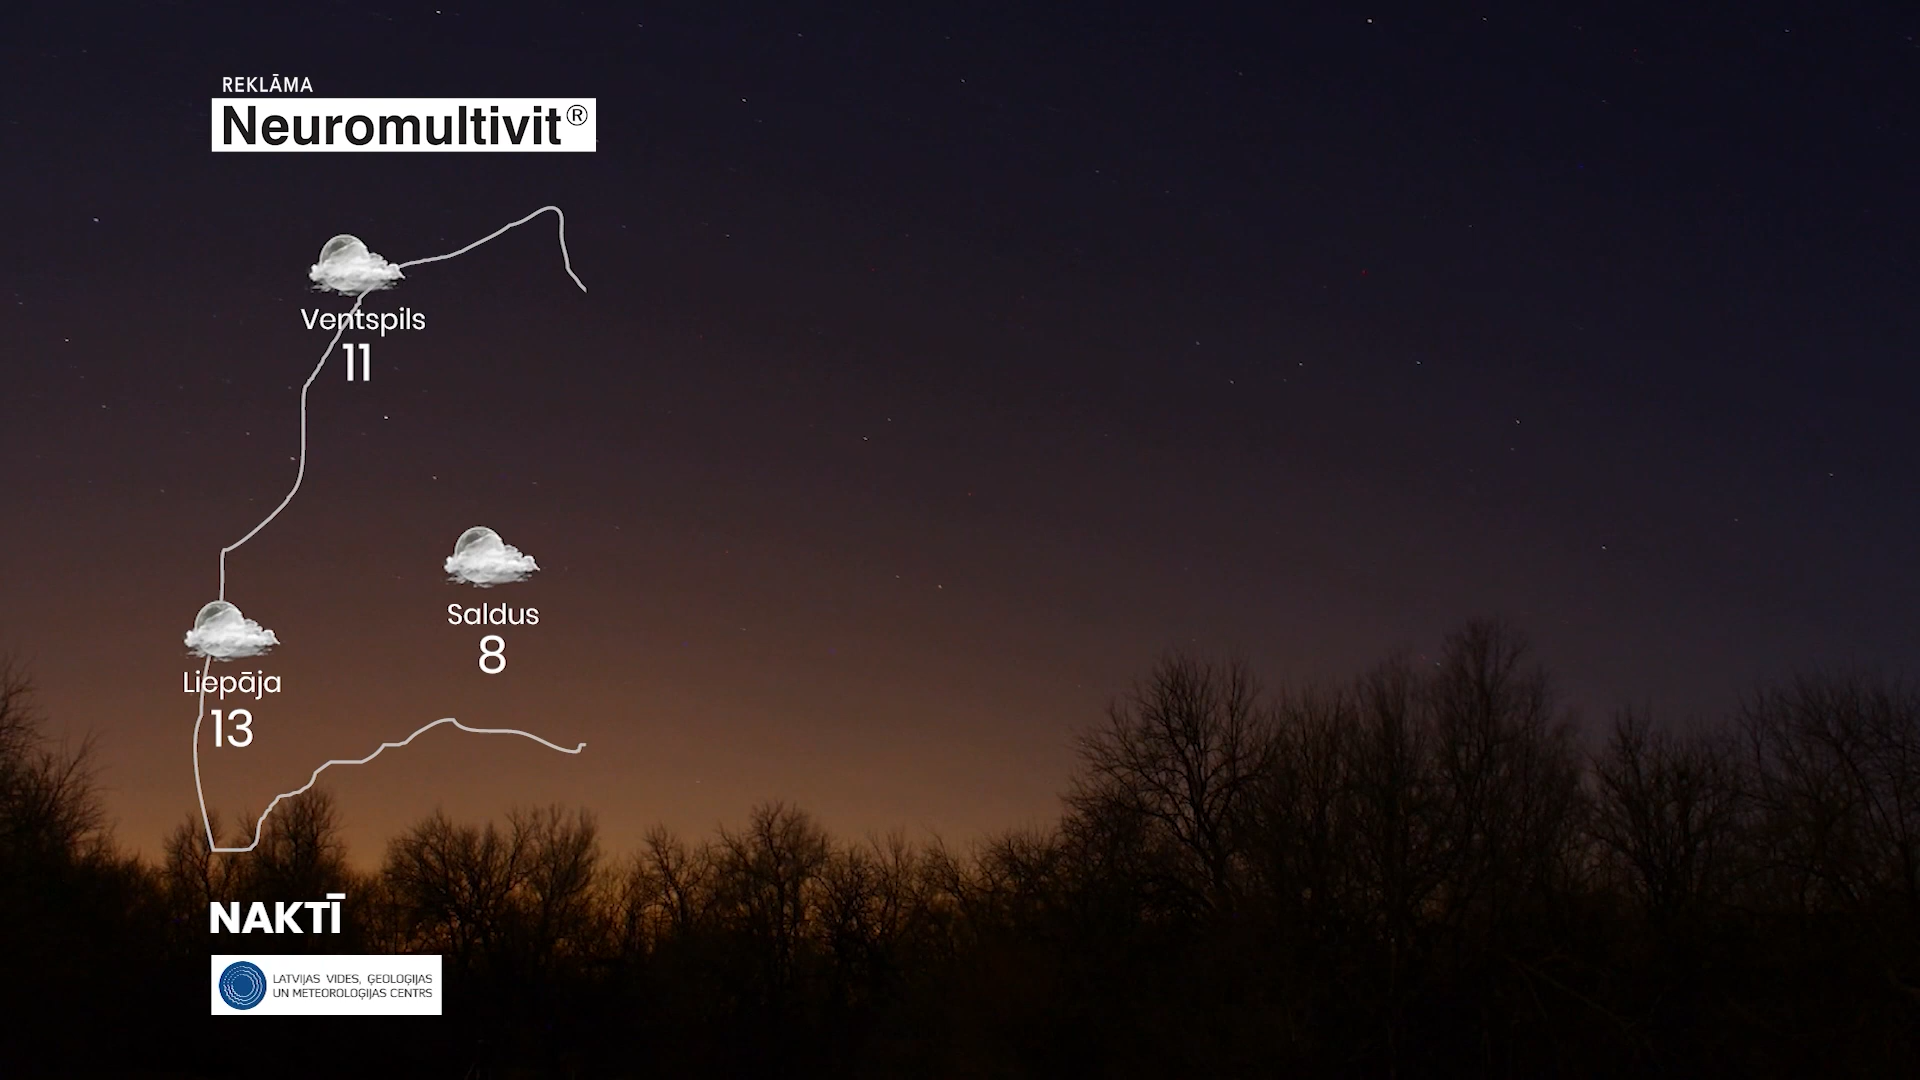 REKLĀMA
Neuromultivit®
Ventspils
11
Saldus
8
Liepāja
13
NAKTĪ
LATVIJAS VIDES, ĢEOLOĢIJAS
UN METEOROLOĢIJAS CENTRS